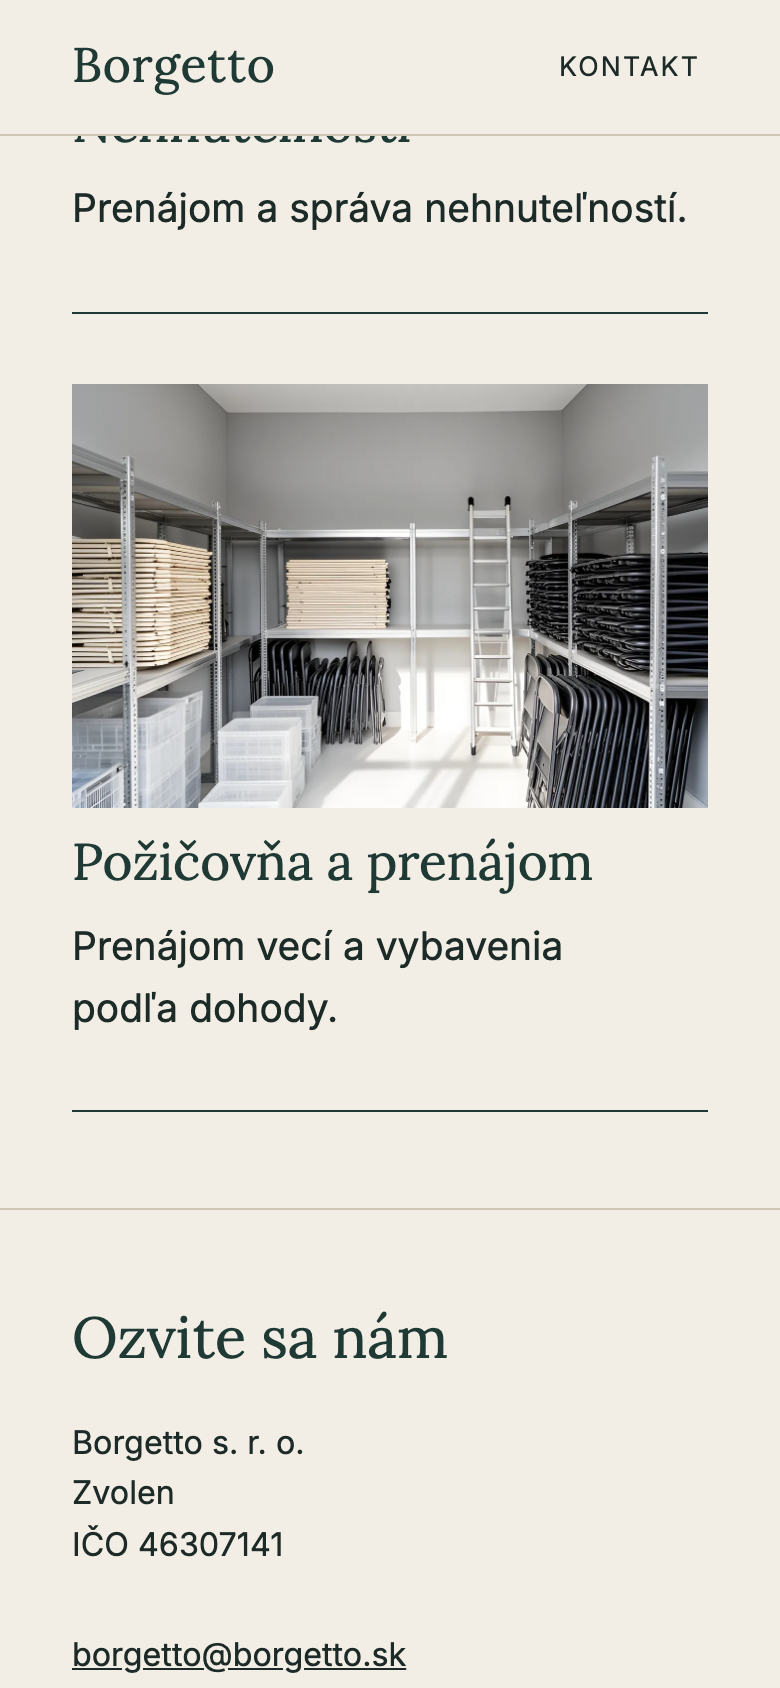 Borgetto
KONTAKT
Nehnuteľnosti
Prenájom a správa nehnuteľností.
Požičovňa a prenájom
Prenájom vecí a vybavenia
podľa dohody.
Ozvite sa nám
Borgetto s. r. o.
Zvolen
IČO 46307141
borgetto@borgetto.sk